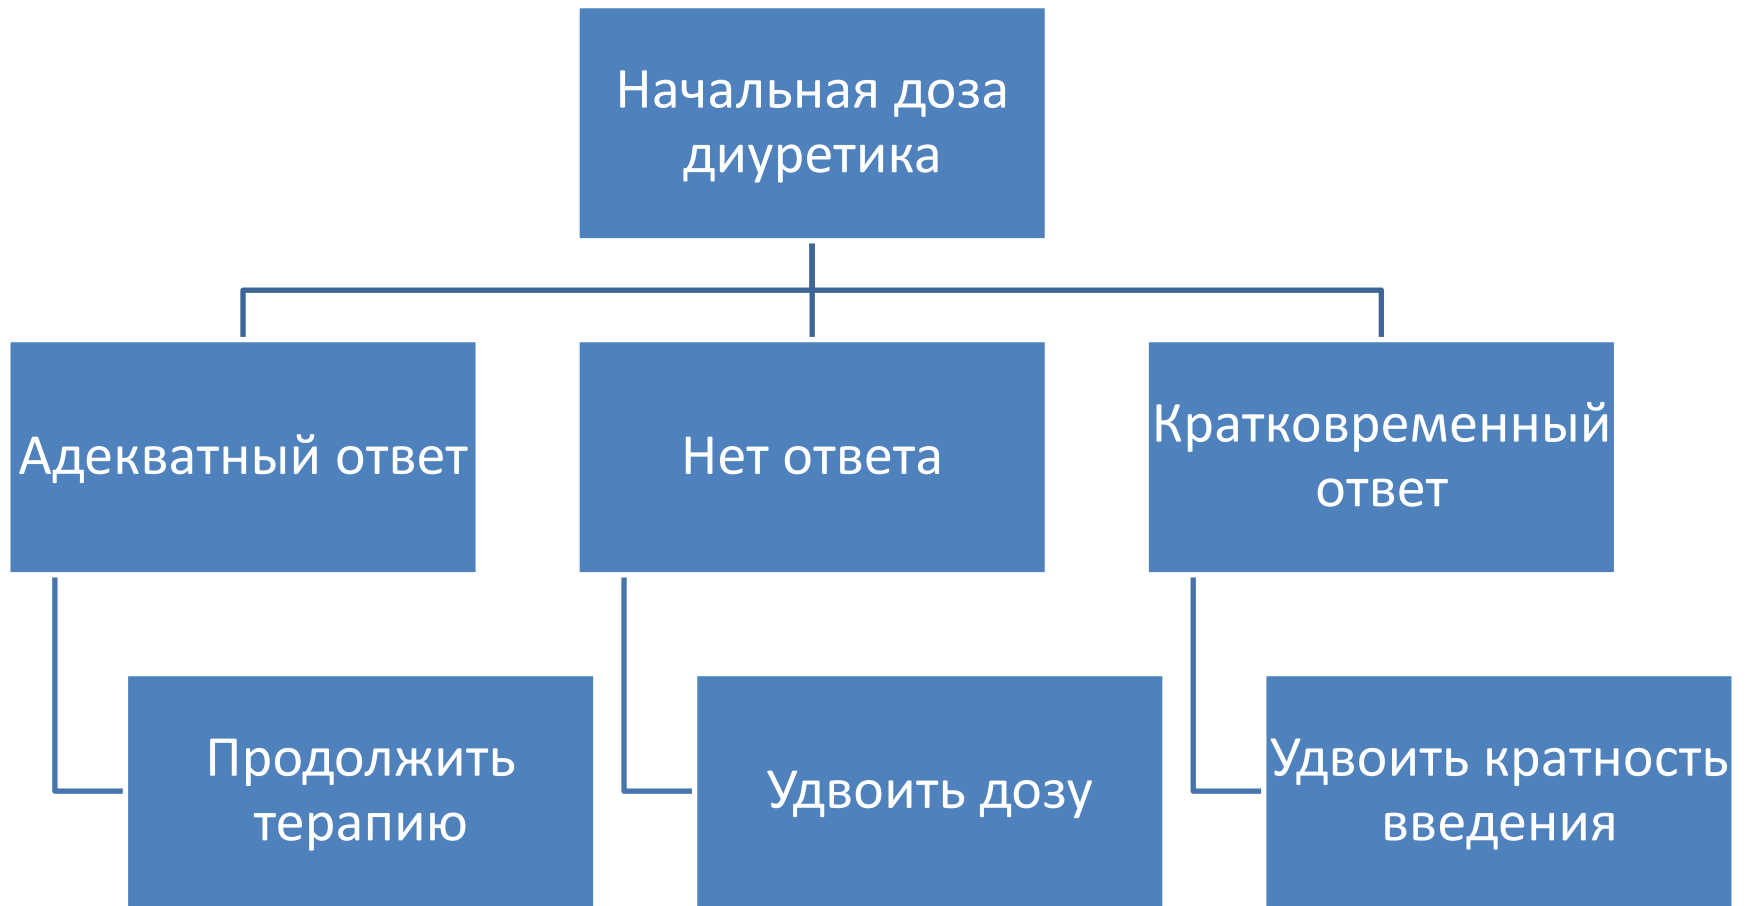 Начальная доза
диуретика
Адекватный ответ
Нет ответа
Кратковременный
ответ
Продолжить
терапию
Удвоить дозу
Удвоить кратность
введения